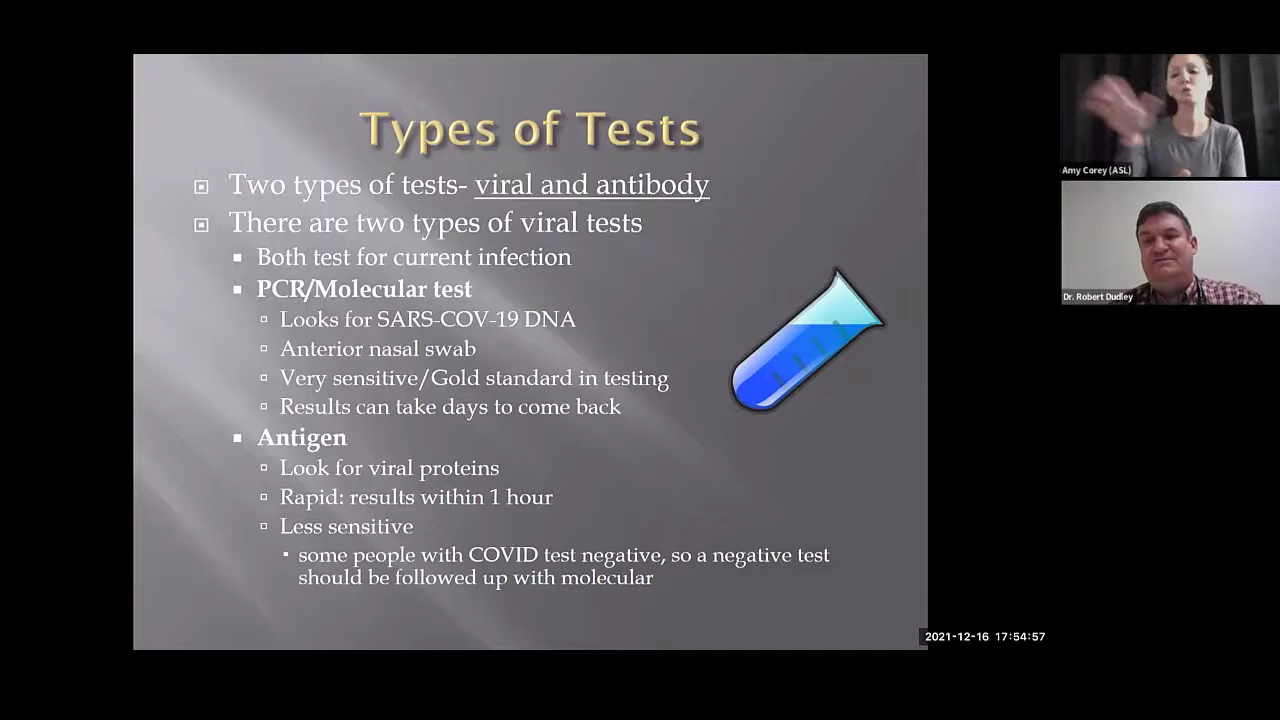 Types of Tests
Two types of tests- viral and antibody
There are two types of viral tests
Both test for current infection
PCR/Molecular test
Looks for SARS-COV-19 DNA
Anterior nasal swab
Very sensitive/Gold standard in testing
Results can take days to come back
Antigen
Look for viral proteins
Rapid: results within 1 hour
Less sensitive
some people with COVID test negative, so a negative test
should be followed up with molecular
Amy Corey (ASL)
Dr. Robert Dudley
2021-12-16 17:54:57